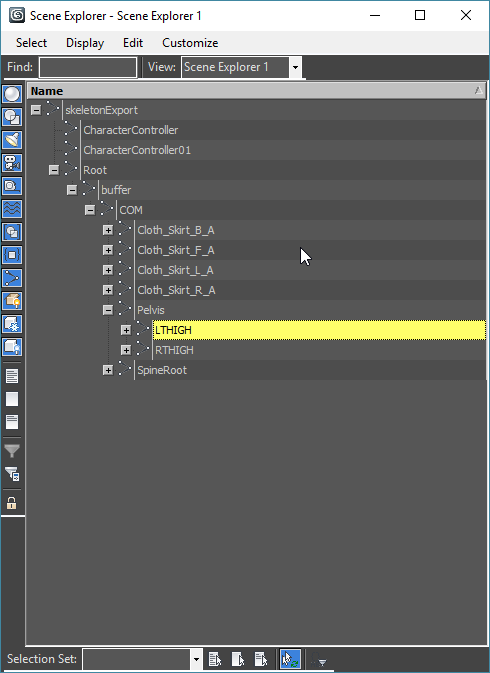 Scene Explorer - Scene Explorer 1
Select Display Edit Customize
Find: View: Scene Explorer 1
Name
skeletonExport
CharacterController
CharacterController01
Root
buffer
COM
Cloth_Skirt_B_A
Cloth_Skirt_F_A
Cloth_Skirt_L_A
Cloth_Skirt_R_A
Pelvis
LTHIGH
RTHIGH
SpineRoot
Selection Set: